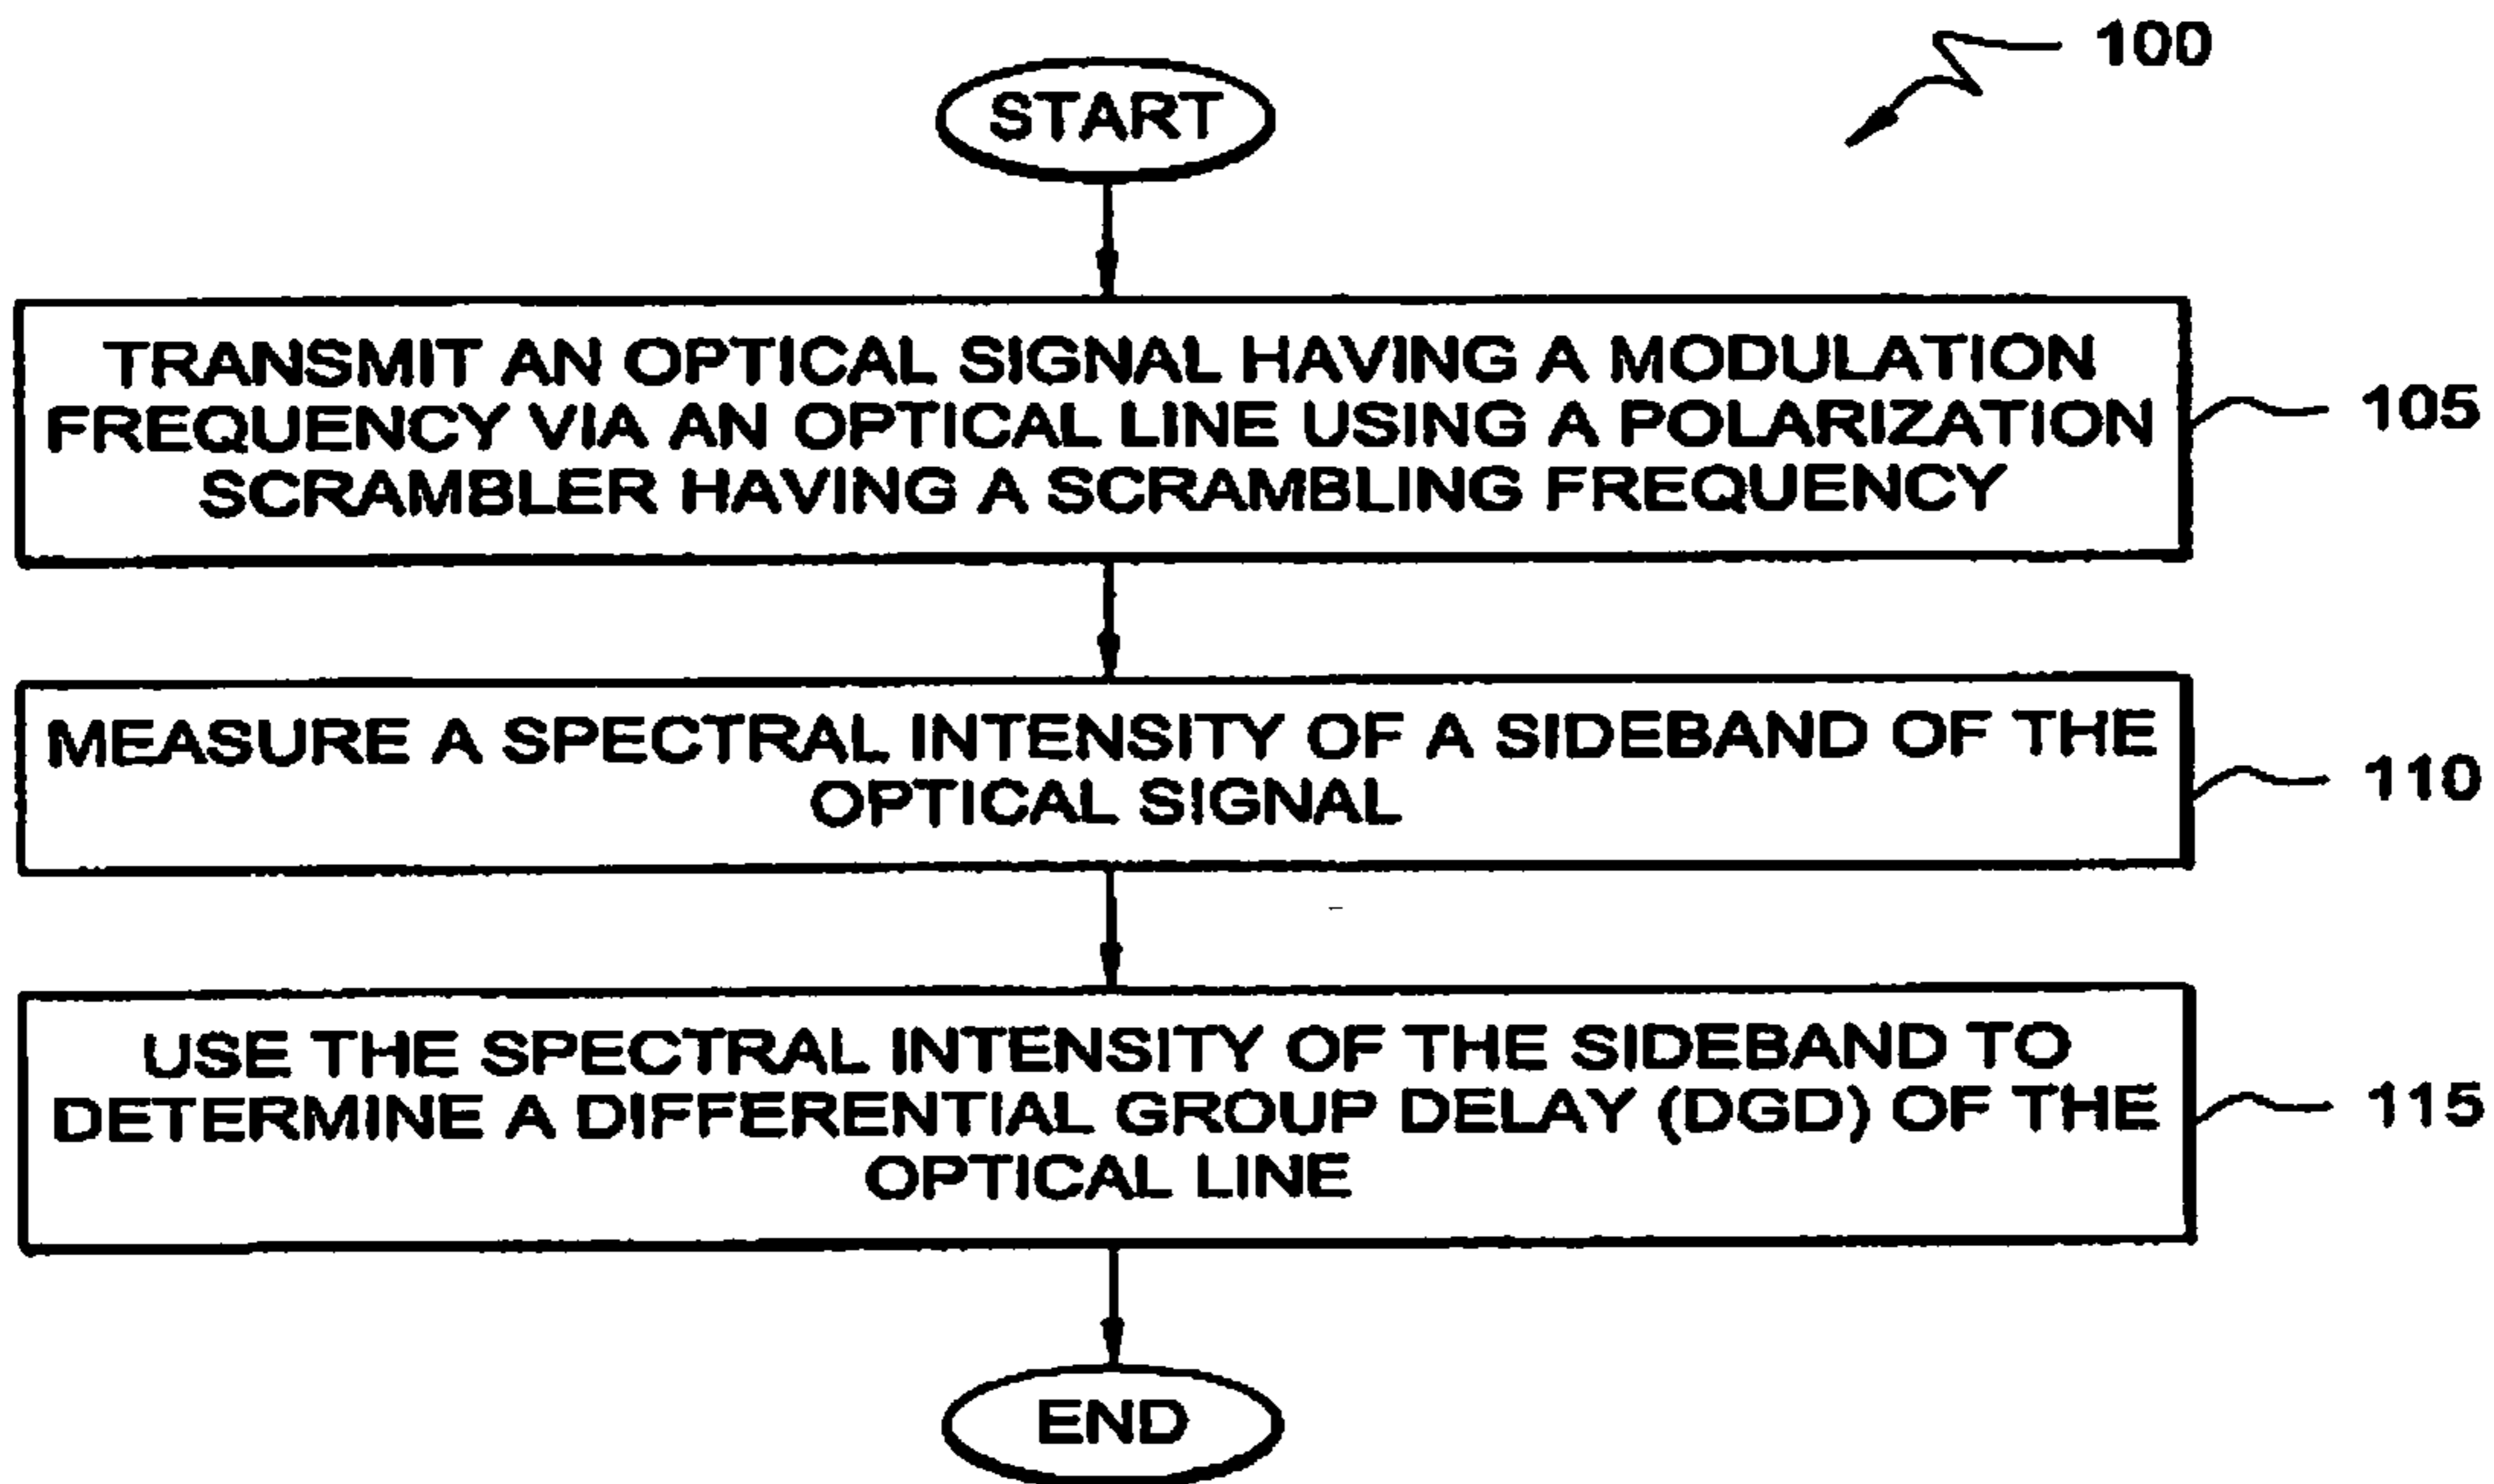 100
START
TRANSMIT AN OPTICAL SIGNAL HAVING A MODULATION
FREQUENCY VIA AN OPTICAL LINE USING A POLARIZATION
SCRAMBLER HAVING A SCRAMBLING FREQUENCY
105
MEASURE A SPECTRAL INTENSITY OF A SIDEBAND OF THE
OPTICAL SIGNAL
110
USE THE SPECTRAL INTENSITY OF THE SIDEBAND TO
DETERMINE A DIFFERENTIAL GROUP DELAY (DGD) OF THE
OPTICAL LINE
115
END